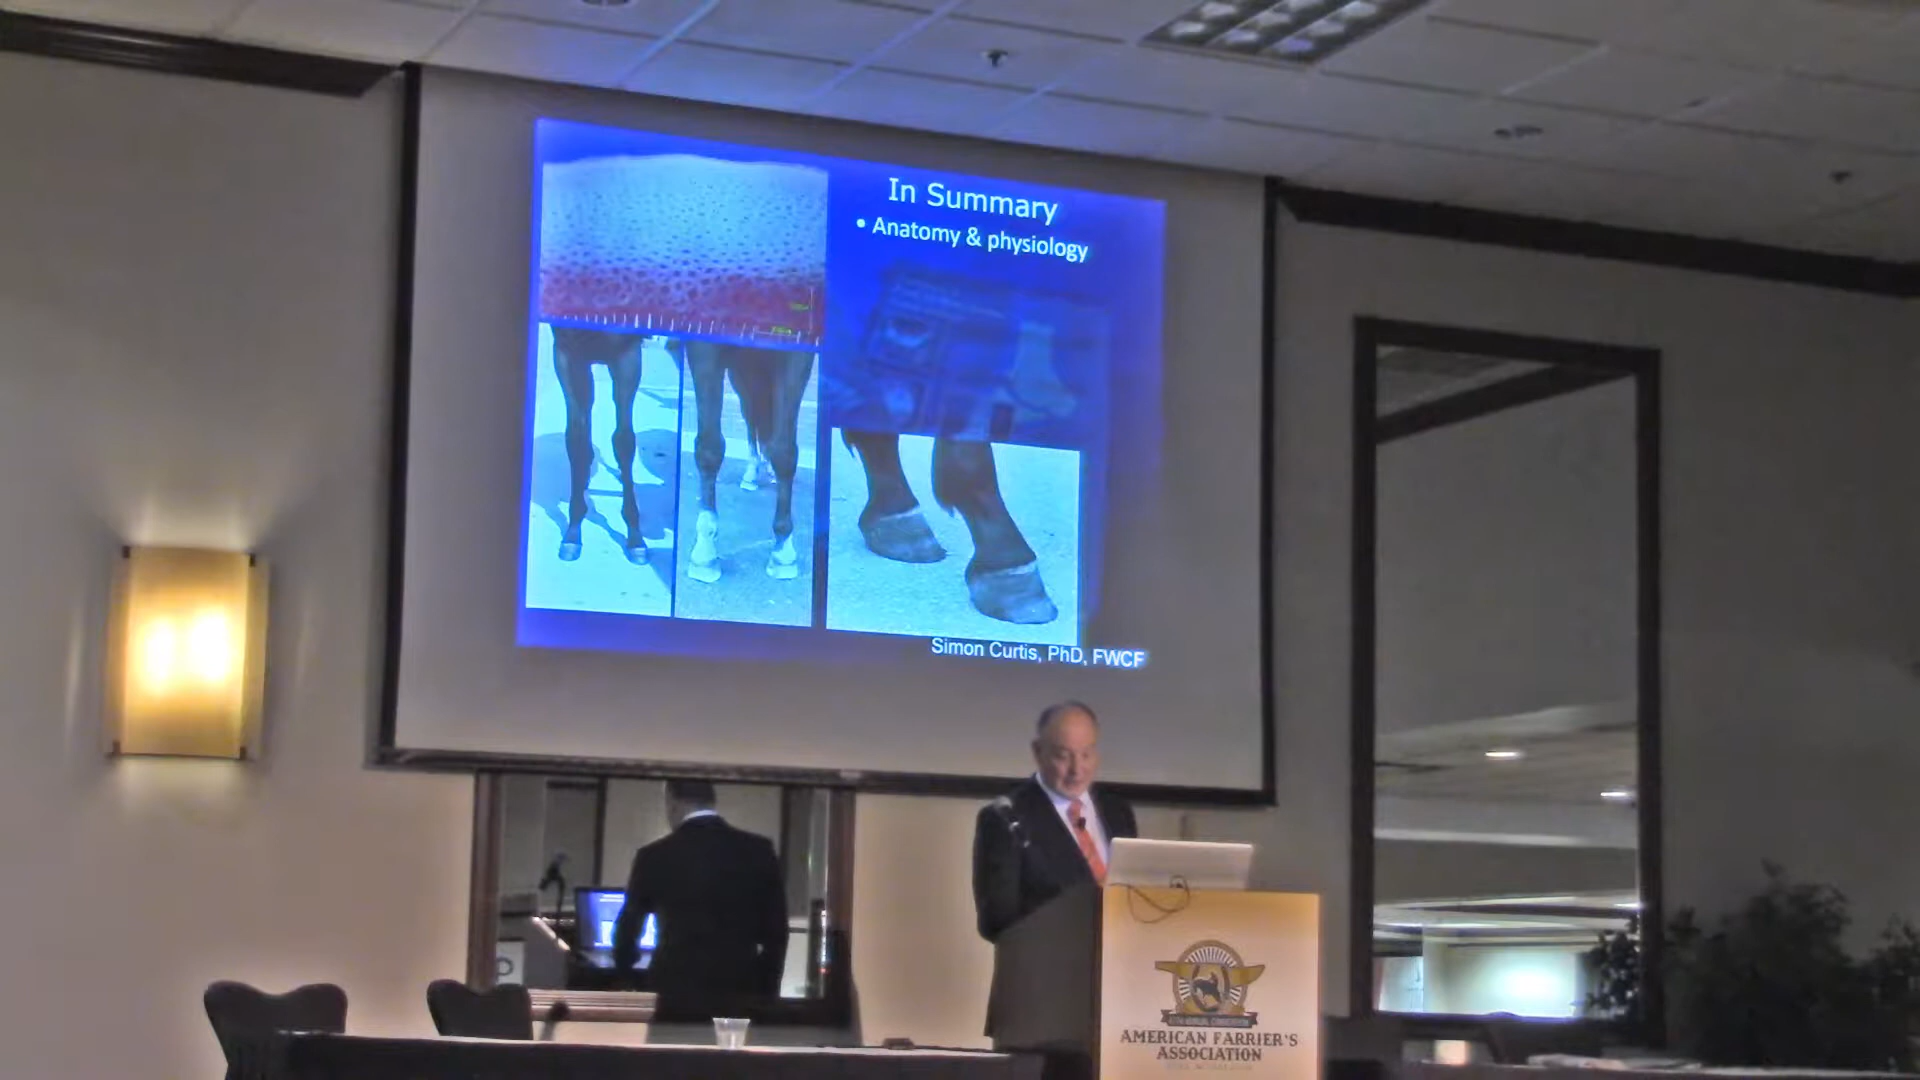 In Summary
• Anatomy & physiology
Simon Curtis, PhD, FWCF
AMERICAN FARRIER'S
ASSOCIATION